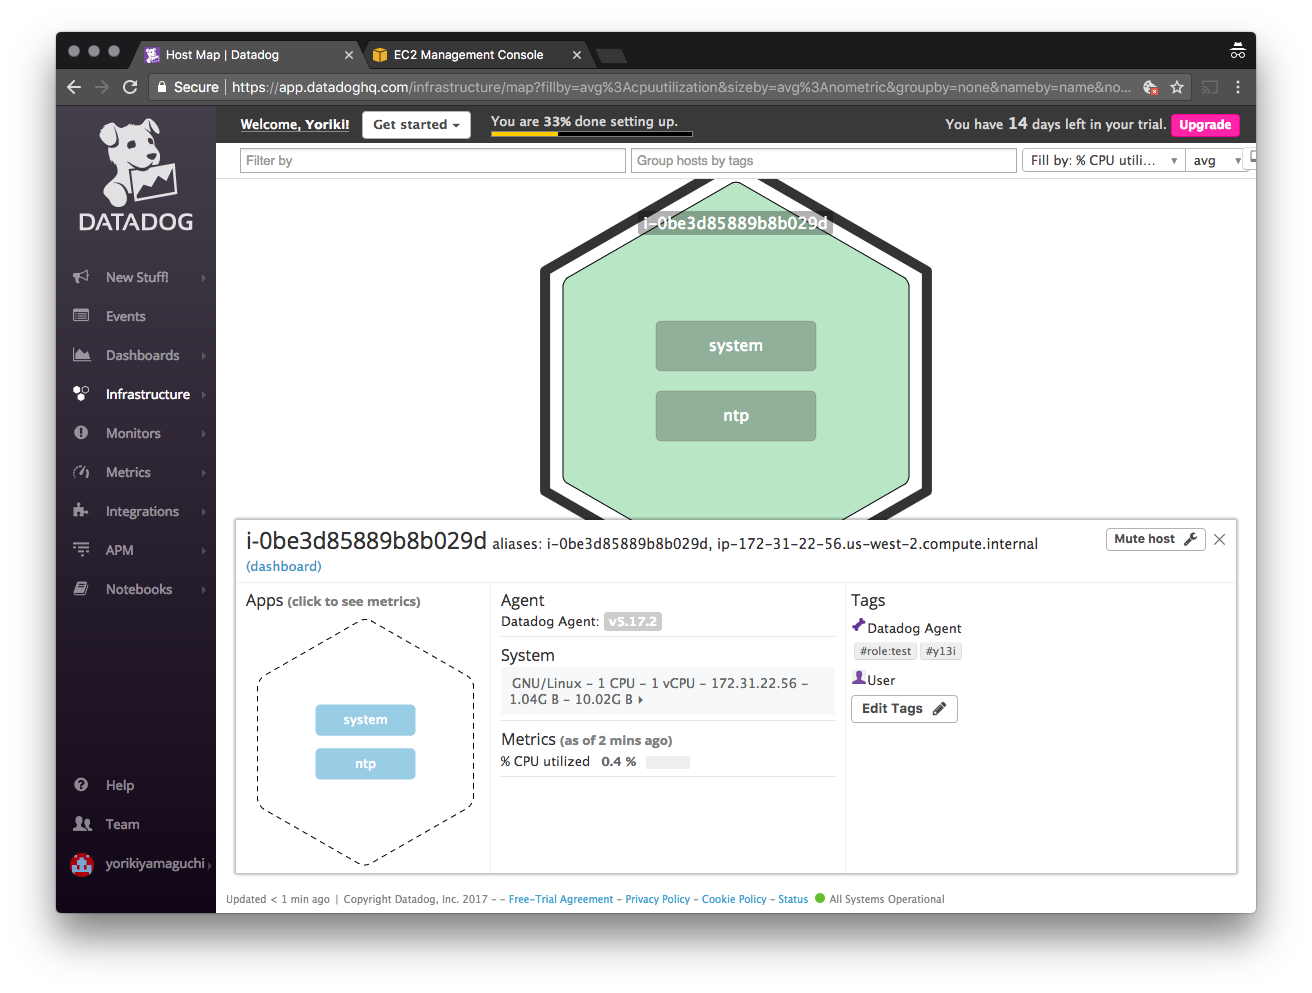 Host Map | Datadog
EC2 Management Console
Secure | https://app.datadoghq.com/infrastructure/map?fillby=avg%3Acpuutilization&sizeby=avg%3Anometric&groupby=none&nameby=name&no...
Welcome, Yoriki!
Get started
You are 33% done setting up.
You have 14 days left in your trial.
Upgrade
DATADOG
Filter by
Group hosts by tags
Fill by: % CPU utili...
avg
New Stuff!
Events
Dashboards
Infrastructure
Monitors
Metrics
Integrations
APM
Notebooks
Help
Team
yorikiyamaguchi
i-0be3d85889b8b029d
system
ntp
i-0be3d85889b8b029d aliases: i-0be3d85889b8b029d, ip-172-31-22-56.us-west-2.compute.internal
(dashboard)
Mute host
Apps (click to see metrics)
system
ntp
Agent
Datadog Agent: v5.17.2
System
GNU/Linux – 1 CPU – 1 vCPU – 172.31.22.56 –
1.04G B – 10.02G B
Metrics (as of 2 mins ago)
% CPU utilized 0.4 %
Tags
Datadog Agent
#role:test #y13i
User
Edit Tags
Updated < 1 min ago | Copyright Datadog, Inc. 2017 - - Free-Trial Agreement - Privacy Policy - Cookie Policy - Status All Systems Operational